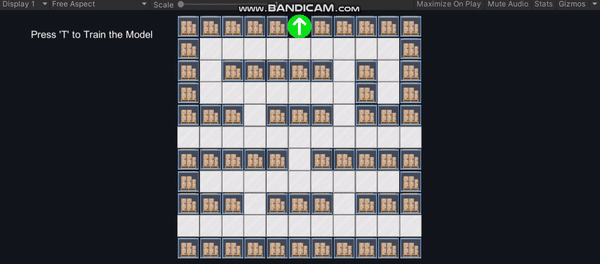 Display 1 Free Aspect Scale www.BANDICAM.com Maximize On Play Mute Audio Stats Gizmos
Press 'T' to Train the Model